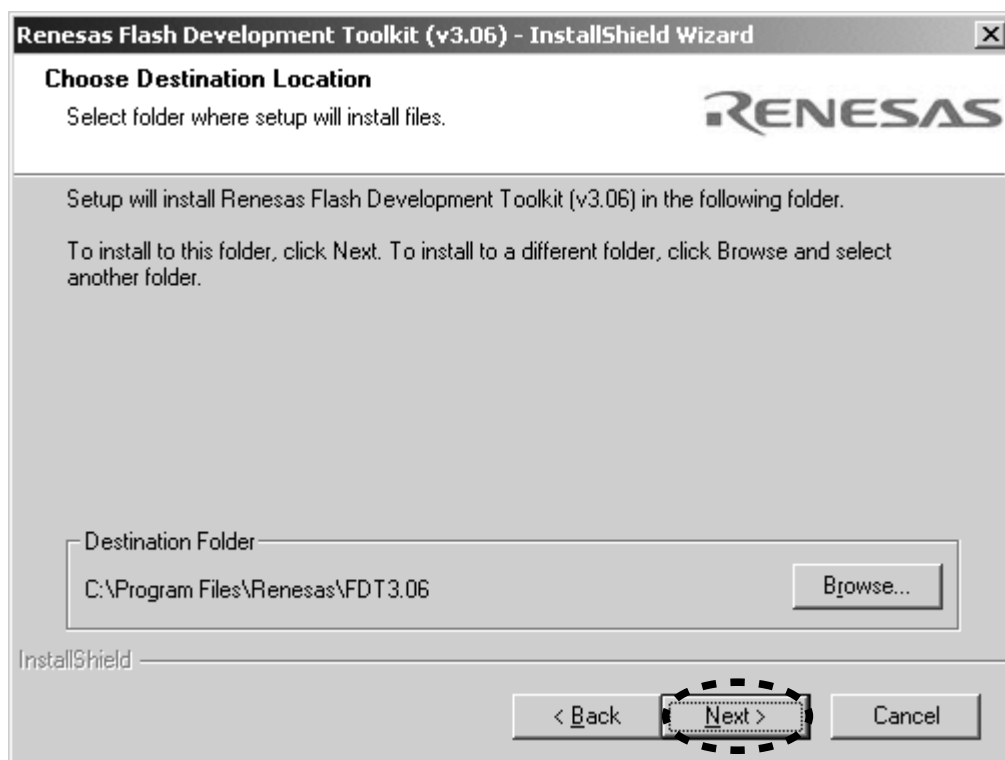 Renesas Flash Development Toolkit (v3.06) - InstallShield Wizard
Choose Destination Location
Select folder where setup will install files.
RENESAS
Setup will install Renesas Flash Development Toolkit (v3.06) in the following folder.
To install to this folder, click Next. To install to a different folder, click Browse and select
another folder.
Destination Folder
C:\Program Files\Renesas\FDT3.06
Browse...
InstallShield
< Back
Next >
Cancel